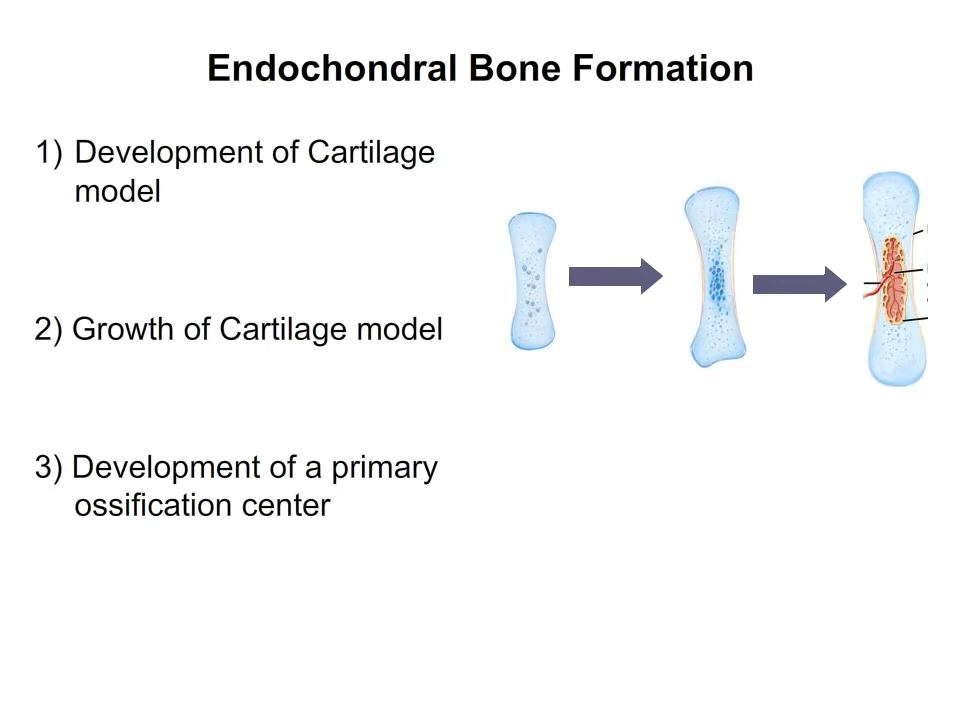 Endochondral Bone Formation
1) Development of Cartilage
model
2) Growth of Cartilage model
3) Development of a primary
ossification center